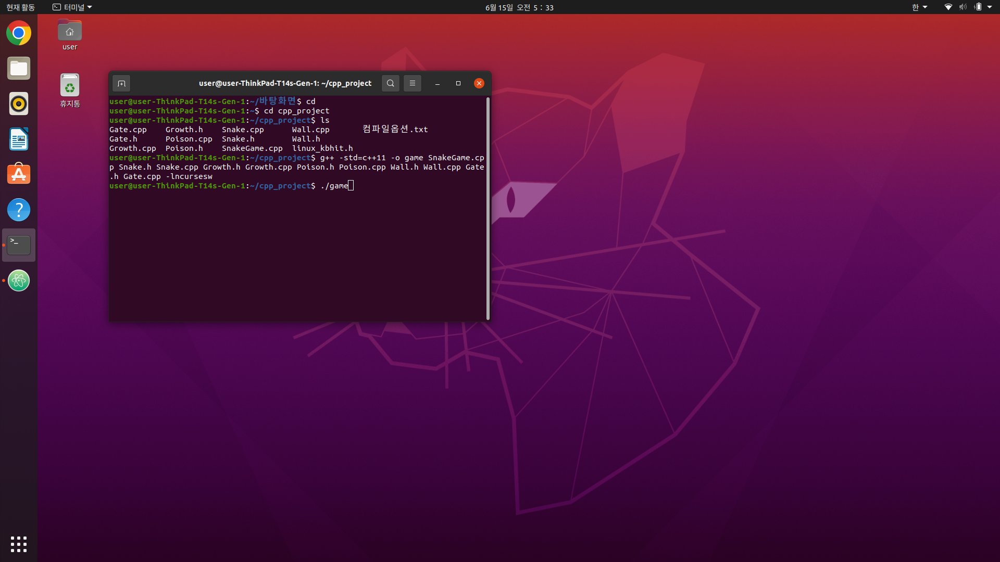 현재 활동 터미널 6월 15일 오전 5 : 33 한
user
휴지통
user@user-ThinkPad-T14s-Gen-1: ~/cpp_project
user@user-ThinkPad-T14s-Gen-1:~/바탕화면$ cd
user@user-ThinkPad-T14s-Gen-1:~$ cd cpp_project
user@user-ThinkPad-T14s-Gen-1:~/cpp_project$ ls
Gate.cpp Growth.h Snake.cpp Wall.cpp 컴파일옵션.txt
Gate.h Poison.cpp Snake.h Wall.h
Growth.cpp Poison.h SnakeGame.cpp linux_kbhit.h
user@user-ThinkPad-T14s-Gen-1:~/cpp_project$ g++ -std=c++11 -o game SnakeGame.cp
p Snake.h Snake.cpp Growth.h Growth.cpp Poison.h Poison.cpp Wall.h Wall.cpp Gate
.h Gate.cpp -lncursesw
user@user-ThinkPad-T14s-Gen-1:~/cpp_project$ ./game